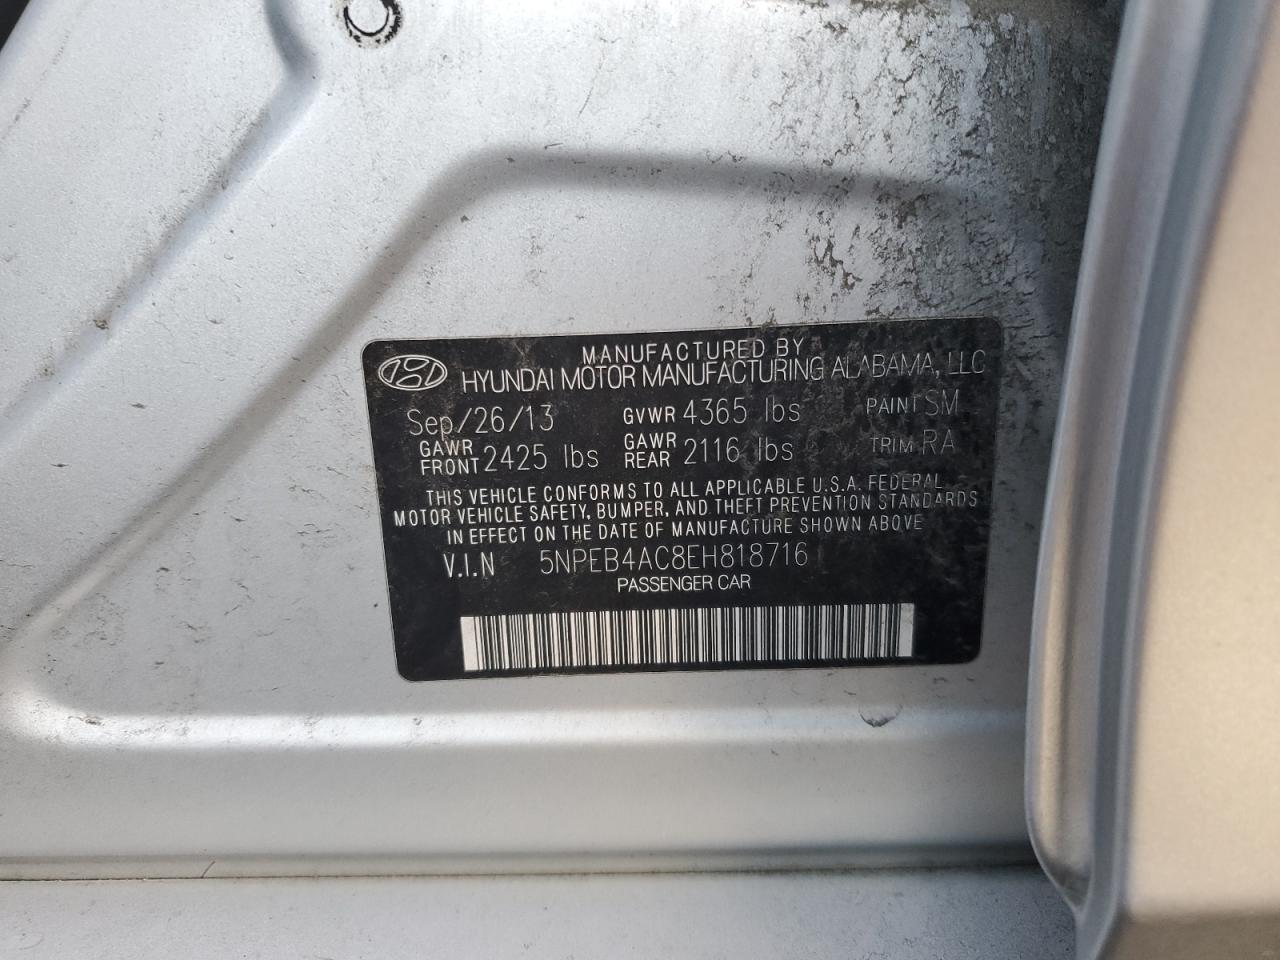 MANUFACTURED BY
HYUNDAI MOTOR MANUFACTURING ALABAMA, LLC
Sep/26/13 GVWR 4365 lbs PAINT SM
GAWR FRONT 2425 lbs GAWR REAR 2116 lbs TRIM RA
THIS VEHICLE CONFORMS TO ALL APPLICABLE U.S.A. FEDERAL
MOTOR VEHICLE SAFETY, BUMPER, AND THEFT PREVENTION STANDARDS
IN EFFECT ON THE DATE OF MANUFACTURE SHOWN ABOVE
V.I.N 5NPEB4AC8EH818716
PASSENGER CAR